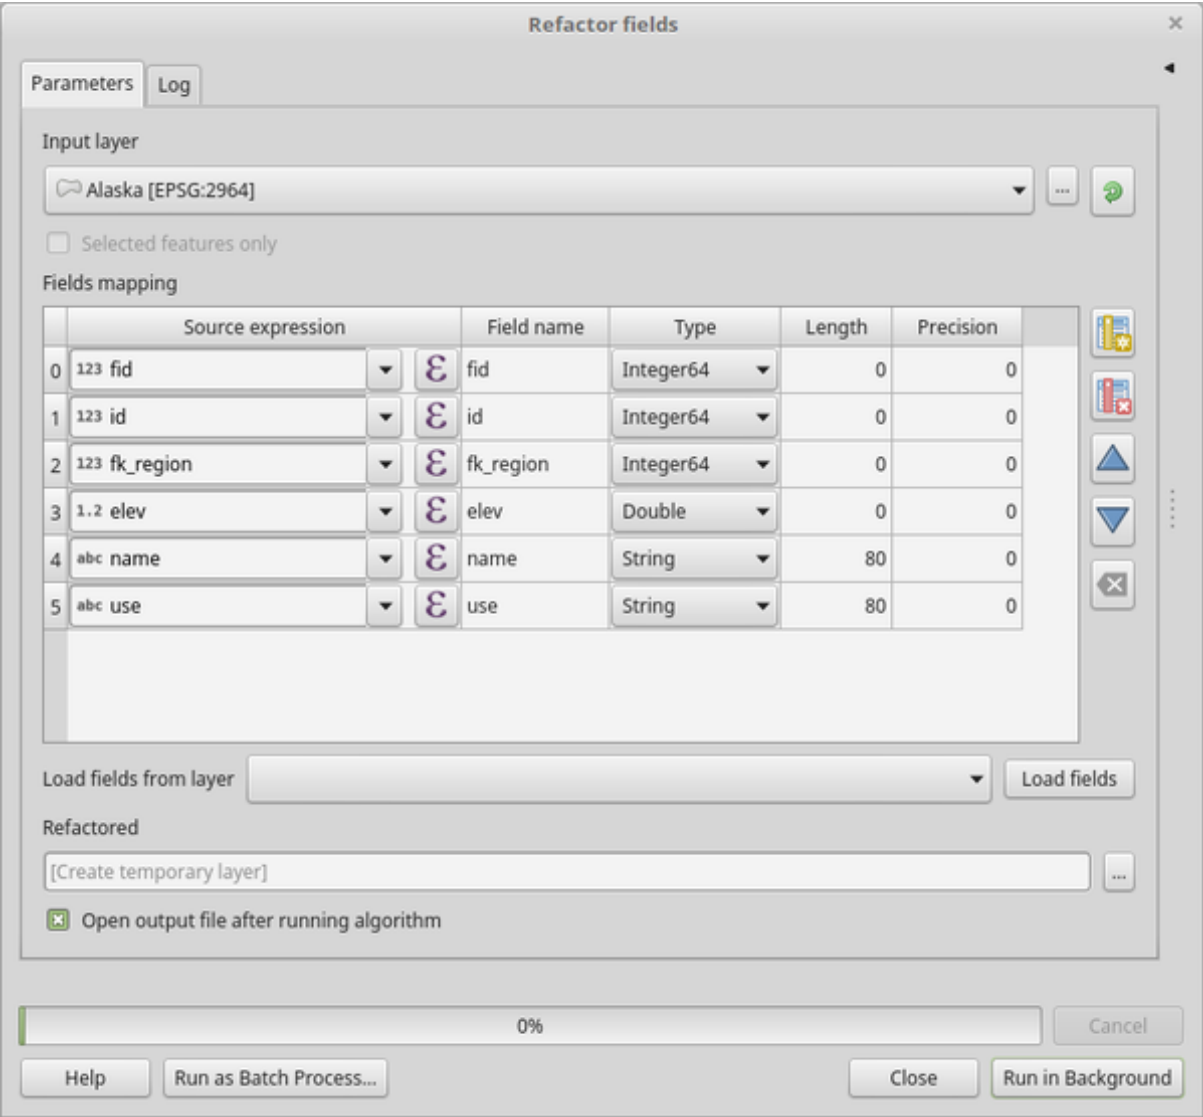 Refactor fields
Parameters
Log
Input layer
Alaska [EPSG:2964]
...
Selected features only
Fields mapping
Source expression Field name Type Length Precision
0 123 fid ε fid Integer64 0 0
1 123 id ε id Integer64 0 0
2 123 fk_region ε fk_region Integer64 0 0
3 1.2 elev ε elev Double 0 0
4 abc name ε name String 80 0
5 abc use ε use String 80 0
Load fields from layer Load fields
Refactored
[Create temporary layer] ...
Open output file after running algorithm
0% Cancel
Help Run as Batch Process... Close Run in Background